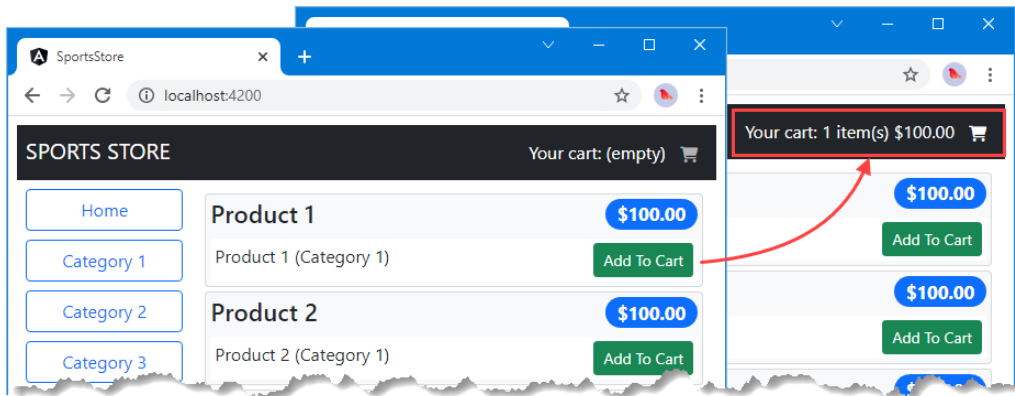 SportsStore
localhost:4200
SPORTS STORE
Your cart: (empty)
Home
Category 1
Category 2
Category 3
Product 1
$100.00
Product 1 (Category 1)
Add To Cart
Product 2
$100.00
Product 2 (Category 1)
Add To Cart
Your cart: 1 item(s) $100.00
$100.00
Add To Cart
$100.00
Add To Cart